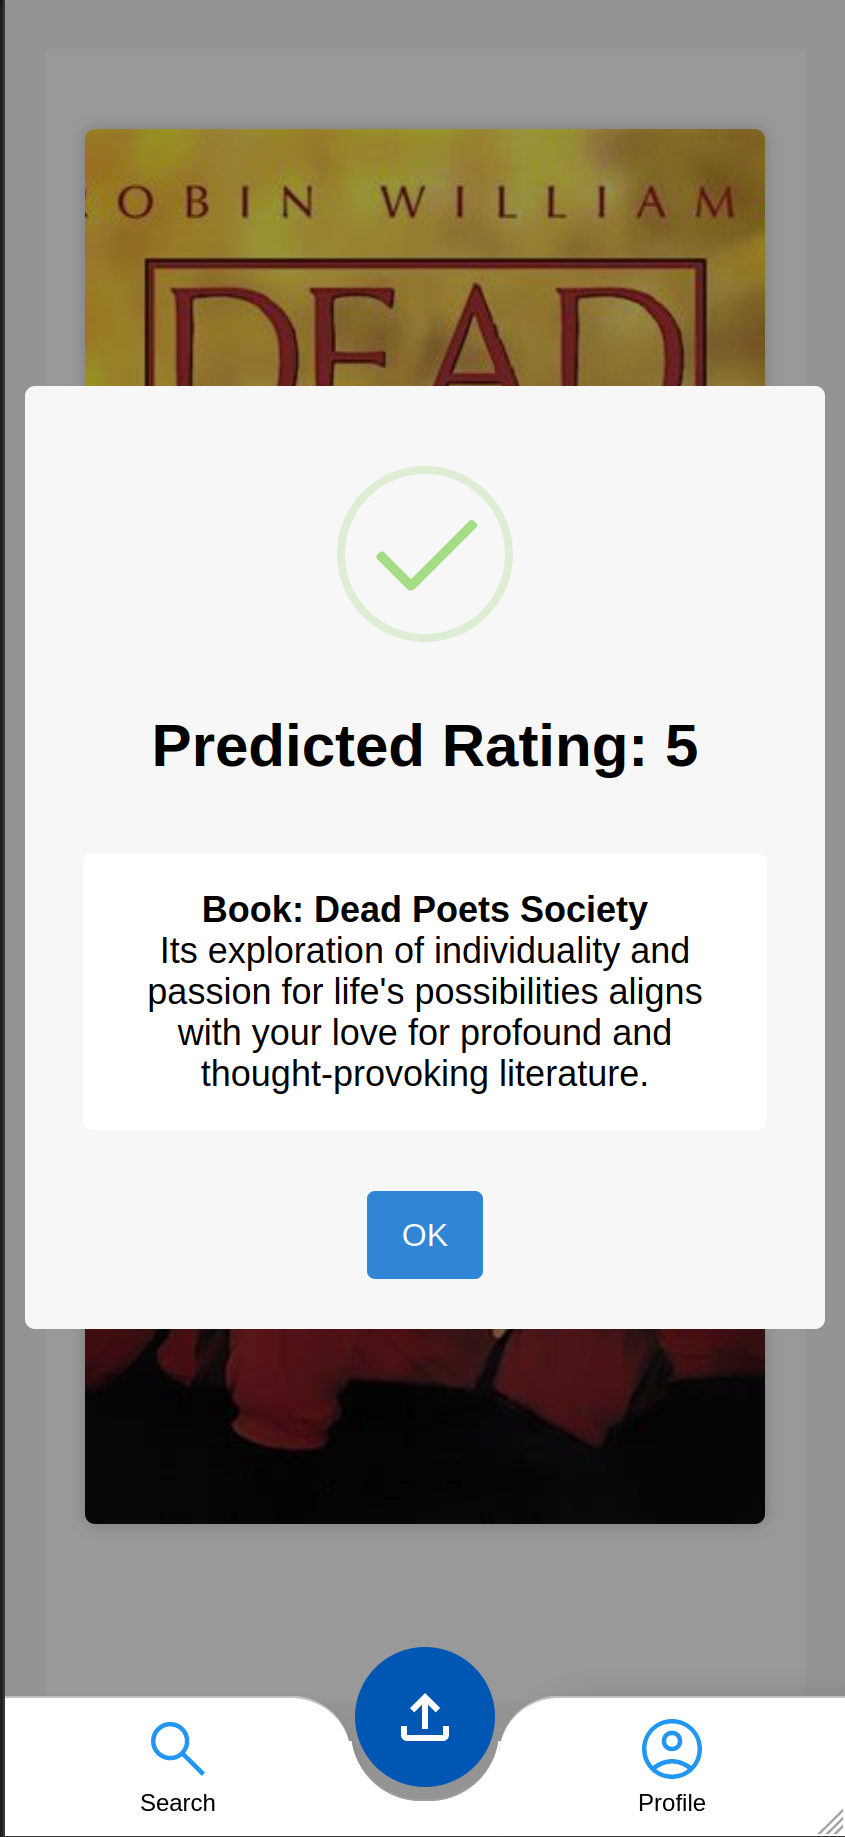 OBIN WILLIAM
DEAD
Predicted Rating: 5
Book: Dead Poets Society
Its exploration of individuality and
passion for life's possibilities aligns
with your love for profound and
thought-provoking literature.
OK
Search
Profile